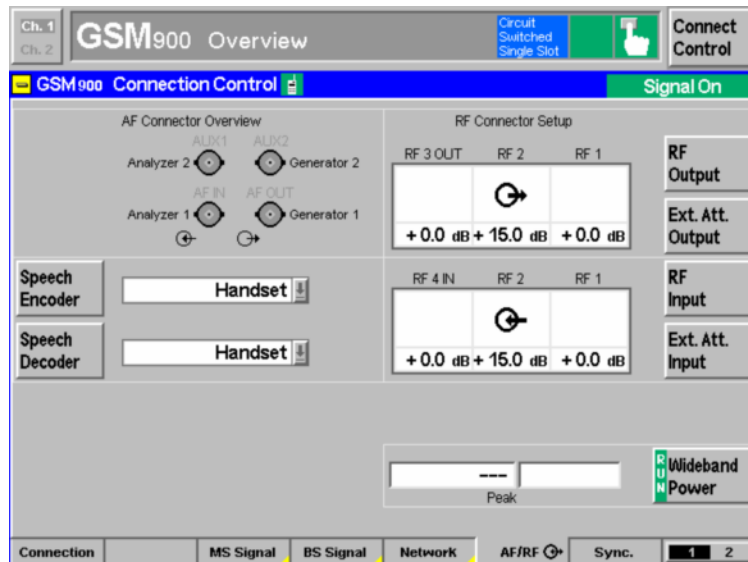 Ch. 1
Ch. 2
GSM900 Overview
Circuit
Switched
Single Slot
Connect
Control
GSM900 Connection Control
Signal On
AF Connector Overview
RF Connector Setup
AUX1 AUX2
Analyzer 2 Generator 2
AF IN AF OUT
Analyzer 1 Generator 1
RF 3 OUT RF 2 RF 1
+ 0.0 dB + 15.0 dB + 0.0 dB
RF
Output
Ext. Att.
Output
Speech
Encoder
Handset
Speech
Decoder
Handset
RF 4 IN RF 2 RF 1
+ 0.0 dB + 15.0 dB + 0.0 dB
RF
Input
Ext. Att.
Input
---
Peak
RUN
Wideband
Power
Connection MS Signal BS Signal Network AF/RF Sync. 1 2